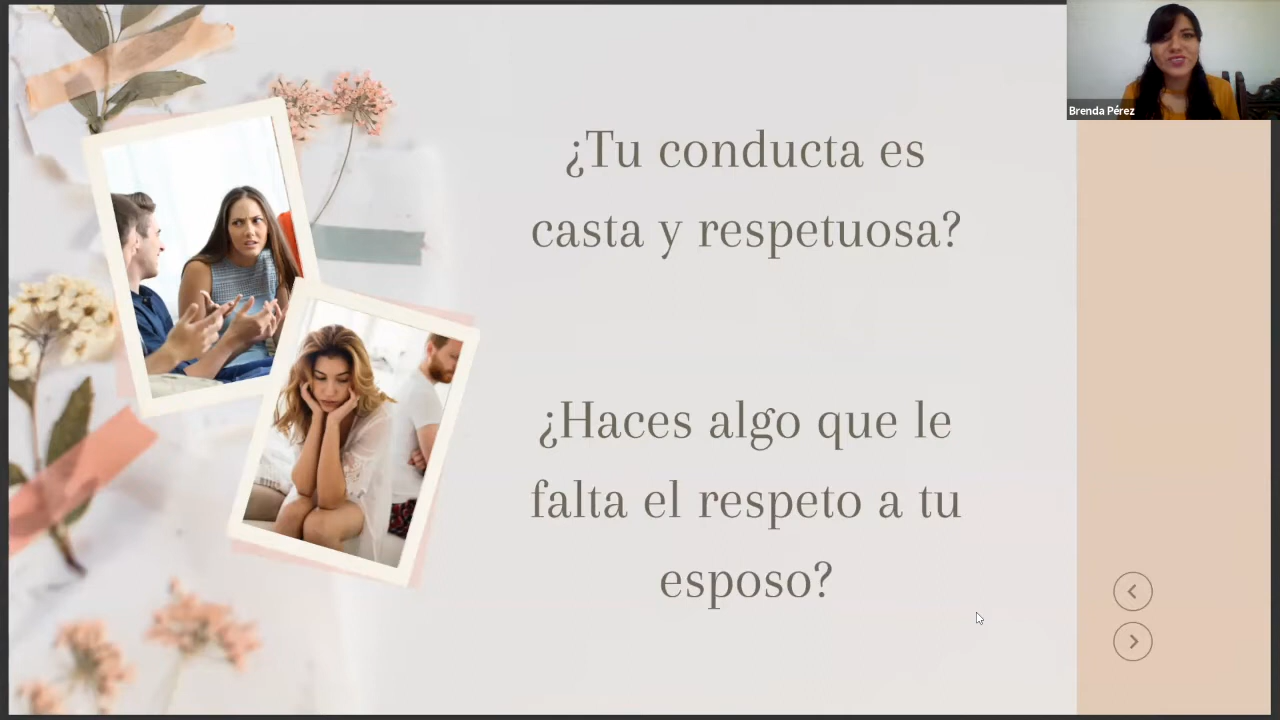 Brenda Pérez
¿Tu conducta es
casta y respetuosa?
¿Haces algo que le
falta el respeto a tu
esposo?